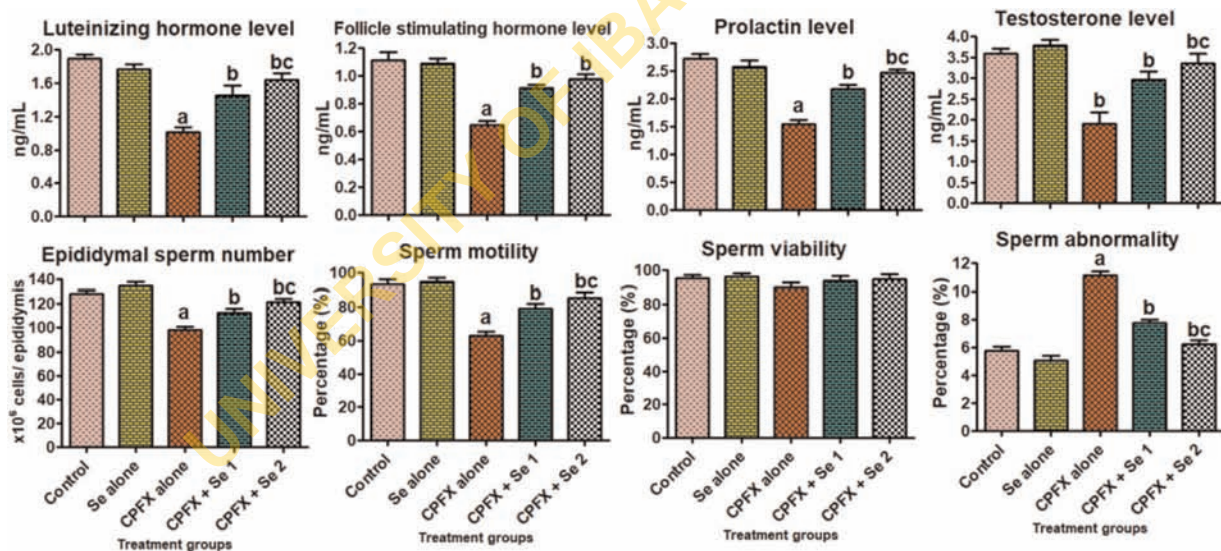 Luteinizing hormone level
2.0
1.6
1.2
0.8
0.4
0.0
ng/mL
a
b
bc
Follicle stimulating hormone level
1.2
1.0
0.8
0.6
0.4
0.2
0.0
ng/mL
a
b
b
Prolactin level
3.0
2.5
2.0
1.5
1.0
0.5
0.0
ng/mL
a
b
bc
Testosterone level
4.0
3.5
3.0
2.5
2.0
1.5
1.0
0.5
0.0
ng/mL
b
b
bc
Epididymal sperm number
140
120
100
80
60
40
20
0
x10⁶ cells/ epididymis
a
b
bc
Control
Se alone
CPFX alone
CPFX + Se 1
CPFX + Se 2
Treatment groups
Sperm motility
100
80
60
40
20
0
Percentage (%)
a
b
bc
Control
Se alone
CPFX alone
CPFX + Se 1
CPFX + Se 2
Treatment groups
Sperm viability
100
80
60
40
20
0
Percentage (%)
Control
Se alone
CPFX alone
CPFX + Se 1
CPFX + Se 2
Treatment groups
Sperm abnormality
12
10
8
6
4
2
0
Percentage (%)
a
b
bc
Control
Se alone
CPFX alone
CPFX + Se 1
CPFX + Se 2
Treatment groups
UNIVERSITY OF IBA